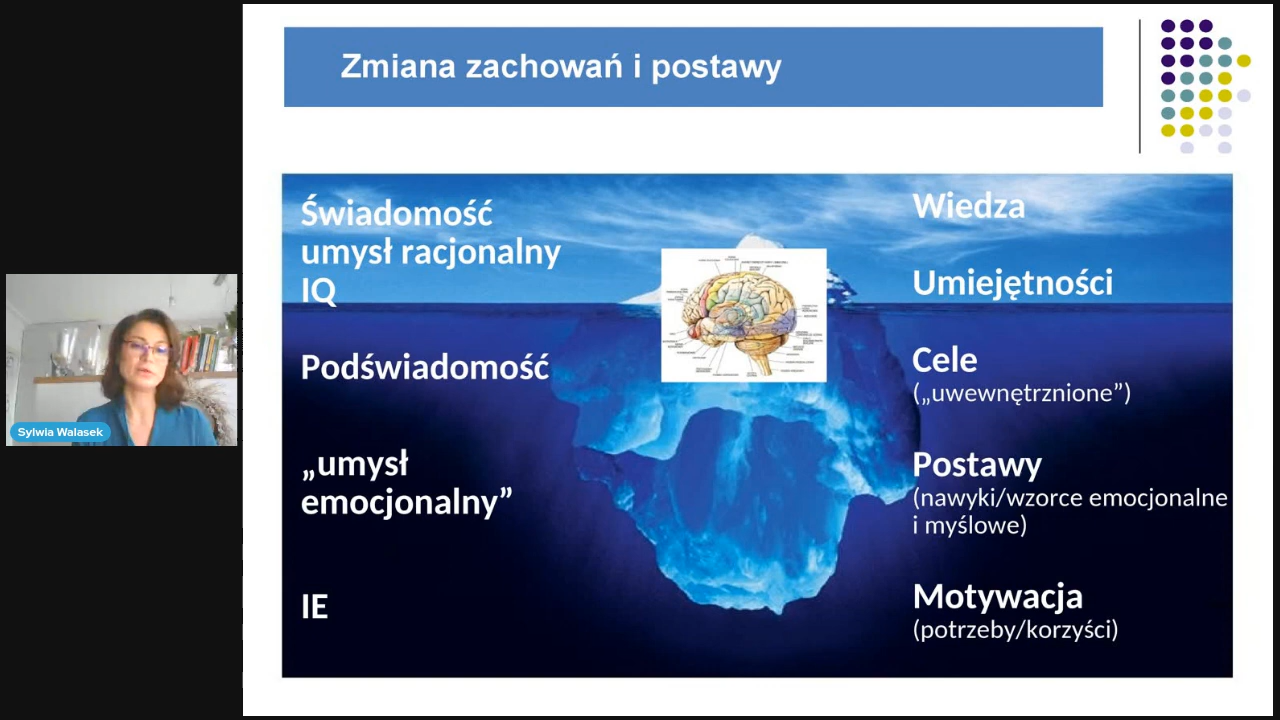 Zmiana zachowań i postawy
Świadomość
umysł racjonalny
IQ
Podświadomość
„umysł
emocjonalny”
IE
Wiedza
Umiejętności
Cele
(„uwewnętrznione”)
Postawy
(nawyki/wzorce emocjonalne
i myślowe)
Motywacja
(potrzeby/korzyści)
Sylwia Walasek